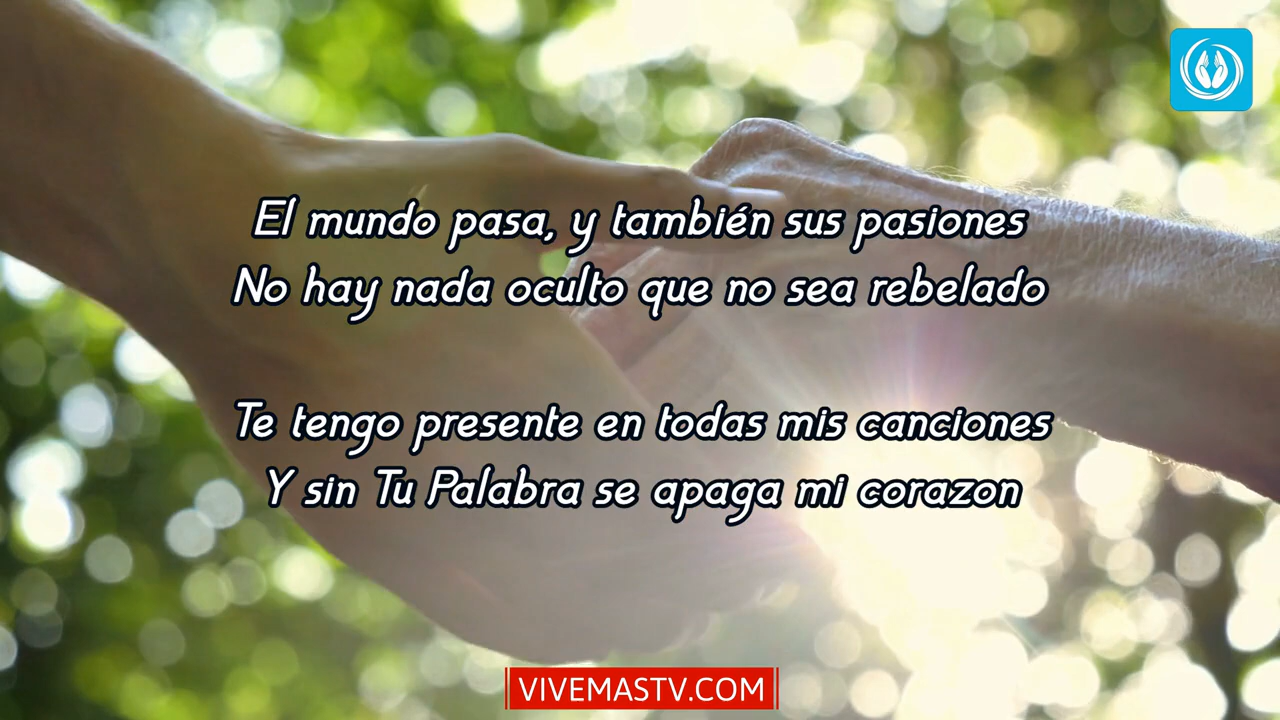 El mundo pasa, y también sus pasiones
No hay nada oculto que no sea rebelado
Te tengo presente en todas mis canciones
Y sin Tu Palabra se apaga mi corazon
VIVEMASTV.COM